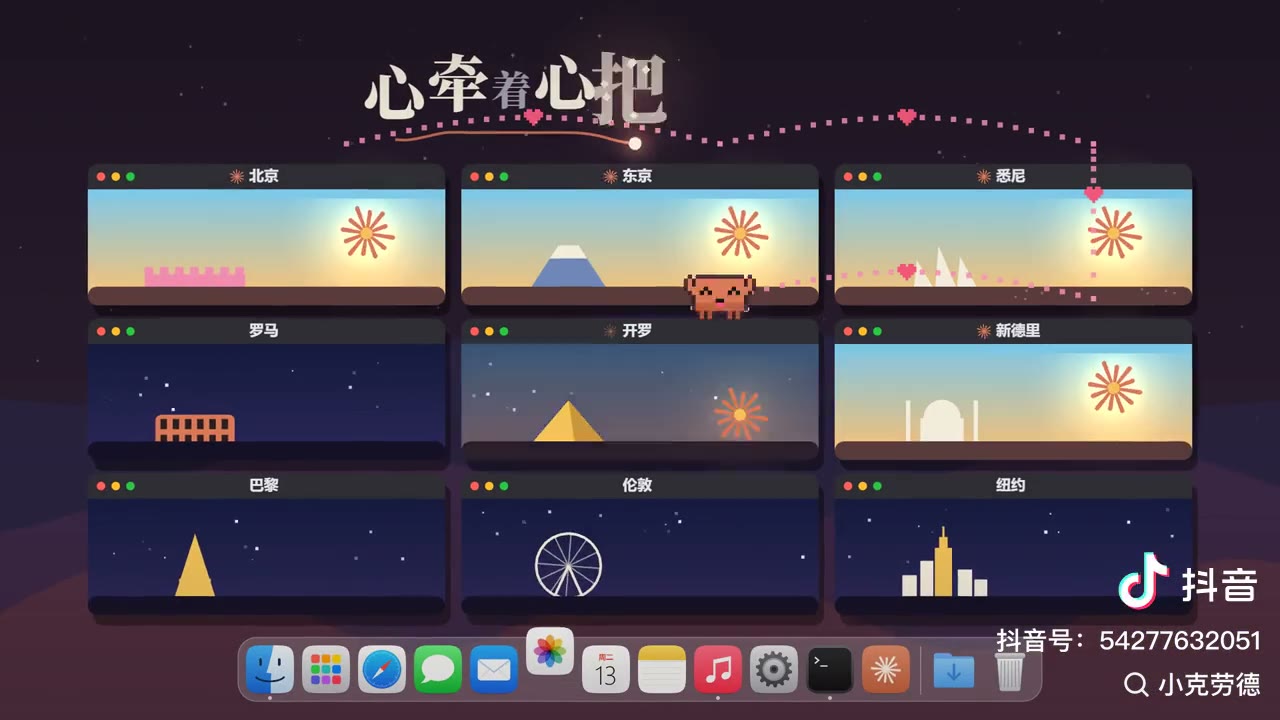 心牵着心把
北京
东京
悉尼
罗马
开罗
新德里
巴黎
伦敦
纽约
周二
13
>_
抖音
抖音号：54277632051
小克劳德